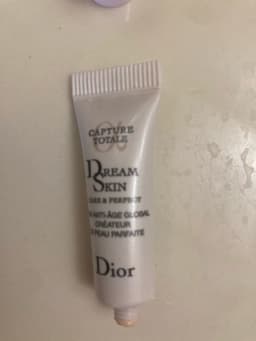 CAPTURE
TOTALE
DREAM
SKIN
& PERFECT
ANTI-ÂGE GLOBAL
CRÉATEUR
PEAU PARFAITE
Dior